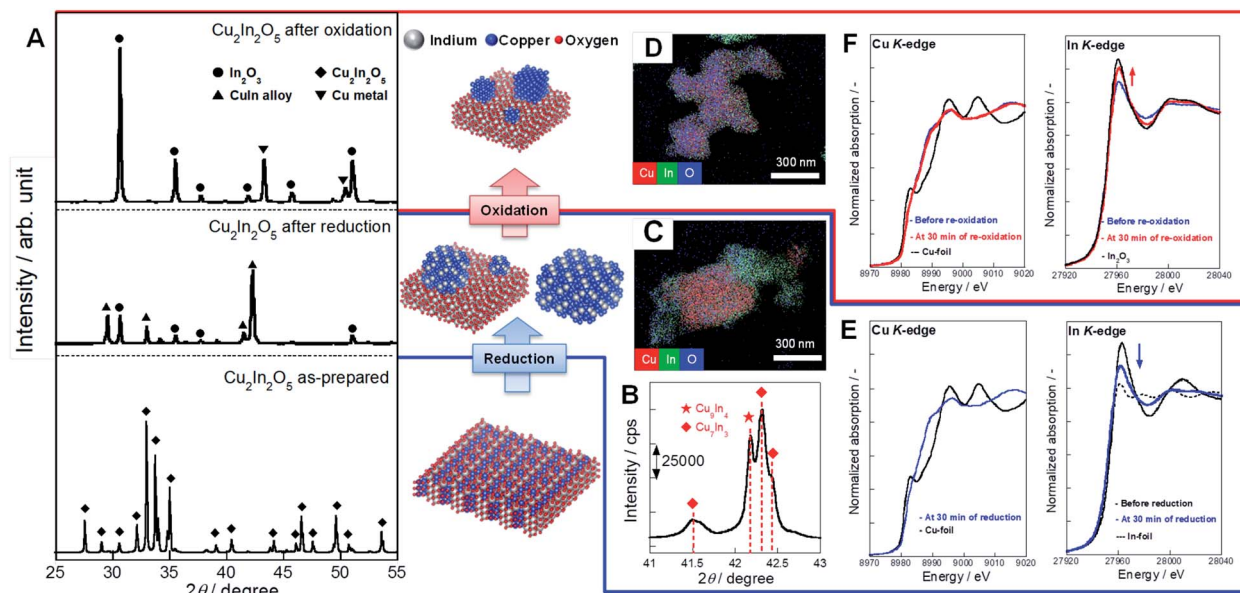 A
Intensity / arb. unit
Cu₂In₂O₅ after oxidation
● In₂O₃ ◆ Cu₂In₂O₅
▲ CuIn alloy ▼ Cu metal
Cu₂In₂O₅ after reduction
Cu₂In₂O₅ as-prepared
25 30 35 40 45 50 55
2θ / degree
Indium Copper Oxygen
Oxidation
Reduction
D
Cu In O
300 nm
C
Cu In O
300 nm
B
Intensity / cps
★ Cu₉In₄
◆ Cu₇In₃
25000
41 41.5 42 42.5 43
2θ / degree
F
Cu K-edge
Normalized absorption / -
- Before re-oxidation
- At 30 min of re-oxidation
--- Cu-foil
8970 8980 8990 9000 9010 9020
Energy / eV
In K-edge
Normalized absorption / -
- Before re-oxidation
- At 30 min of re-oxidation
- In₂O₃
27920 27960 28000 28040
Energy / eV
E
Cu K-edge
Normalized absorption / -
- At 30 min of reduction
- Cu-foil
8970 8980 8990 9000 9010 9020
Energy / eV
In K-edge
Normalized absorption / -
- Before reduction
- At 30 min of reduction
--- In-foil
27920 27960 28000 28040
Energy / eV